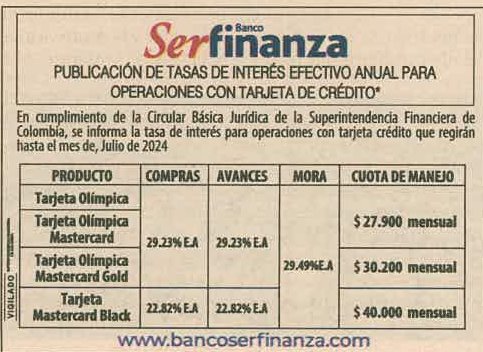 Banco
Serfinanza
PUBLICACIÓN DE TASAS DE INTERÉS EFECTIVO ANUAL PARA
OPERACIONES CON TARJETA DE CRÉDITO*
En cumplimiento de la Circular Básica Jurídica de la Superintendencia Financiera de
Colombia, se informa la tasa de interés para operaciones con tarjeta crédito que regirán
hasta el mes de, Julio de 2024
PRODUCTO COMPRAS AVANCES MORA CUOTA DE MANEJO
Tarjeta Olímpica
Tarjeta Olímpica
Mastercard
$ 27.900 mensual
29.23% E.A 29.23% E.A
Tarjeta Olímpica
Mastercard Gold
29.49%E.A
$ 30.200 mensual
Tarjeta
Mastercard Black
22.82% E.A 22.82% E.A
$ 40.000 mensual
VIGILADO
www.bancoserfinanza.com